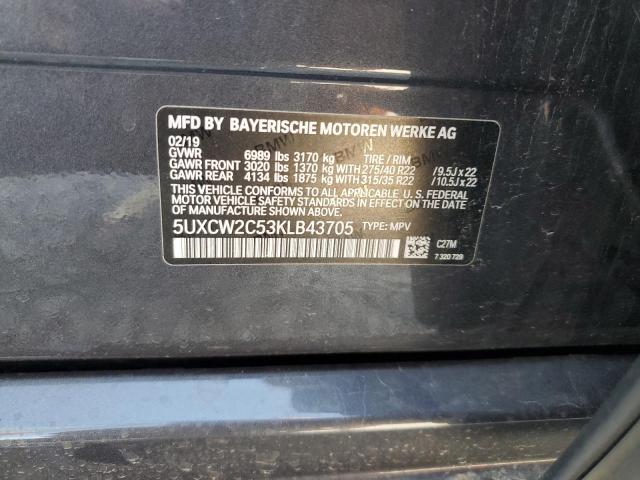 MFD BY BAYERISCHE MOTOREN WERKE AG
02/19
GVWR 6989 lbs 3170 kg TIRE / RIM
GAWR FRONT 3020 lbs 1370 kg WITH 275/40 R22 /9.5J x 22
GAWR REAR 4134 lbs 1875 kg WITH 315/35 R22 /10.5J x 22
THIS VEHICLE CONFORMS TO ALL APPLICABLE U.S. FEDERAL
MOTOR VEHICLE SAFETY STANDARDS IN EFFECT ON THE DATE
OF MANUFACTURE SHOWN ABOVE.
5UXCW2C53KLB43705 TYPE: MPV
C27M
7 320 729